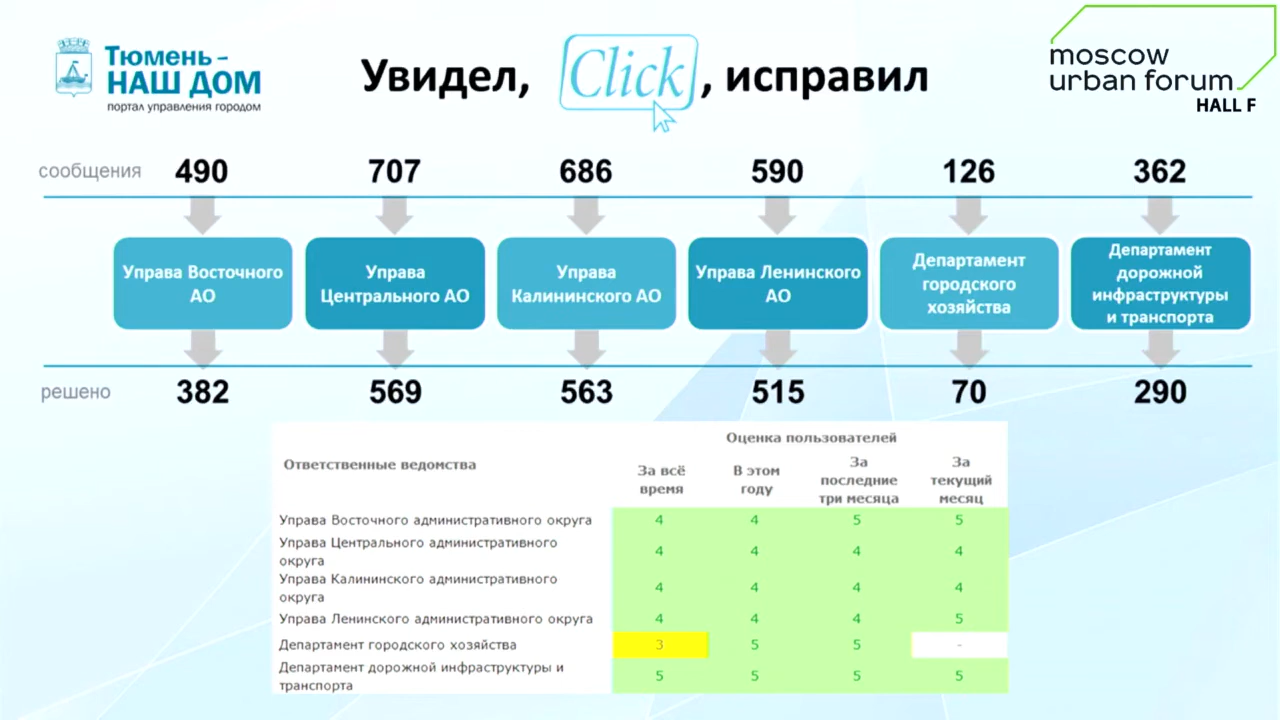 Тюмень –
НАШ ДОМ
портал управления городом
Увидел, Click, исправил
moscow
urban forum
HALL F
сообщения 490 707 686 590 126 362
Управа Восточного
АО
Управа
Центрального АО
Управа
Калининского АО
Управа Ленинского
АО
Департамент
городского
хозяйства
Департамент
дорожной
инфраструктуры
и транспорта
решено 382 569 563 515 70 290
Ответственные ведомства
Оценка пользователей
За всё
время
В этом
году
За
последние
три месяца
За
текущий
месяц
Управа Восточного административного округа 4 4 5 5
Управа Центрального административного
округа 4 4 4 4
Управа Калининского административного
округа 4 4 4 4
Управа Ленинского административного округа 4 4 4 5
Департамент городского хозяйства 3 5 5 -
Департамент дорожной инфраструктуры и
транспорта 5 5 5 5